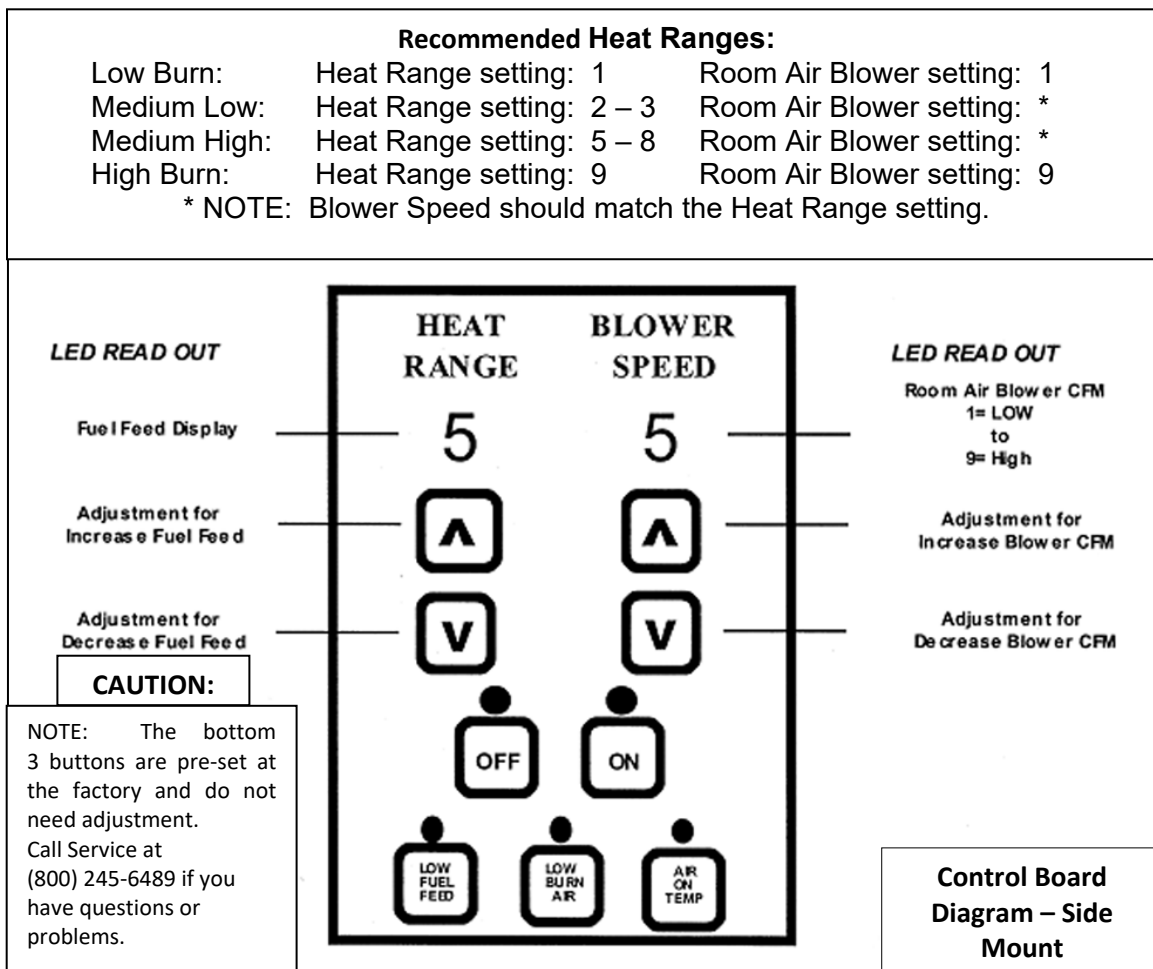 Recommended Heat Ranges:
Low Burn: Heat Range setting: 1 Room Air Blower setting: 1
Medium Low: Heat Range setting: 2 – 3 Room Air Blower setting: *
Medium High: Heat Range setting: 5 – 8 Room Air Blower setting: *
High Burn: Heat Range setting: 9 Room Air Blower setting: 9
* NOTE: Blower Speed should match the Heat Range setting.
LED READ OUT
Fuel Feed Display
Adjustment for
Increase Fuel Feed
Adjustment for
Decrease Fuel Feed
HEAT
RANGE
BLOWER
SPEED
5
5
∧
∧
∨
∨
OFF
ON
LOW
FUEL
FEED
LOW
BURN
AIR
AIR
ON
TEMP
LED READ OUT
Room Air Blower CFM
1= LOW
to
9= High
Adjustment for
Increase Blower CFM
Adjustment for
Decrease Blower CFM
CAUTION:
NOTE: The bottom
3 buttons are pre-set at
the factory and do not
need adjustment.
Call Service at
(800) 245-6489 if you
have questions or
problems.
Control Board
Diagram – Side
Mount